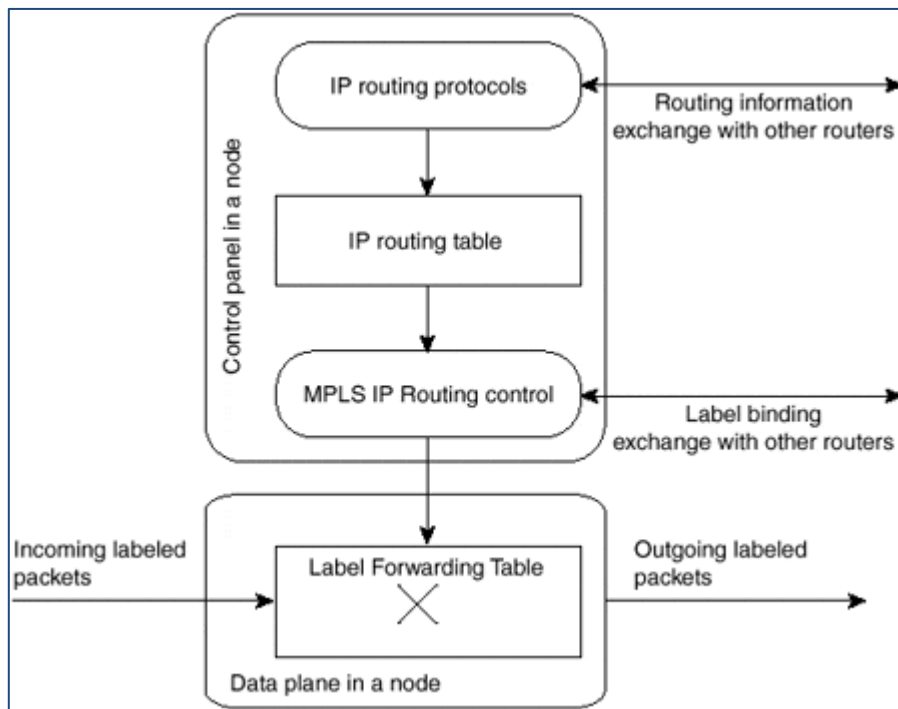 IP routing protocols
Routing information
exchange with other routers
Control panel in a node
IP routing table
MPLS IP Routing control
Label binding
exchange with other routers
Incoming labeled
packets
Label Forwarding Table
Outgoing labeled
packets
Data plane in a node